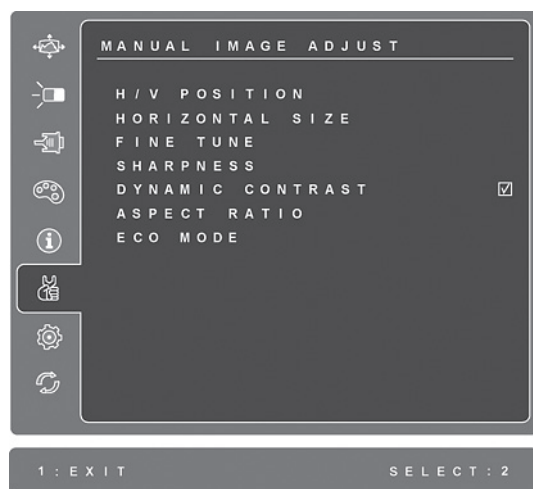 MANUAL IMAGE ADJUST
H/V POSITION
HORIZONTAL SIZE
FINE TUNE
SHARPNESS
DYNAMIC CONTRAST
ASPECT RATIO
ECO MODE
1:EXIT SELECT:2